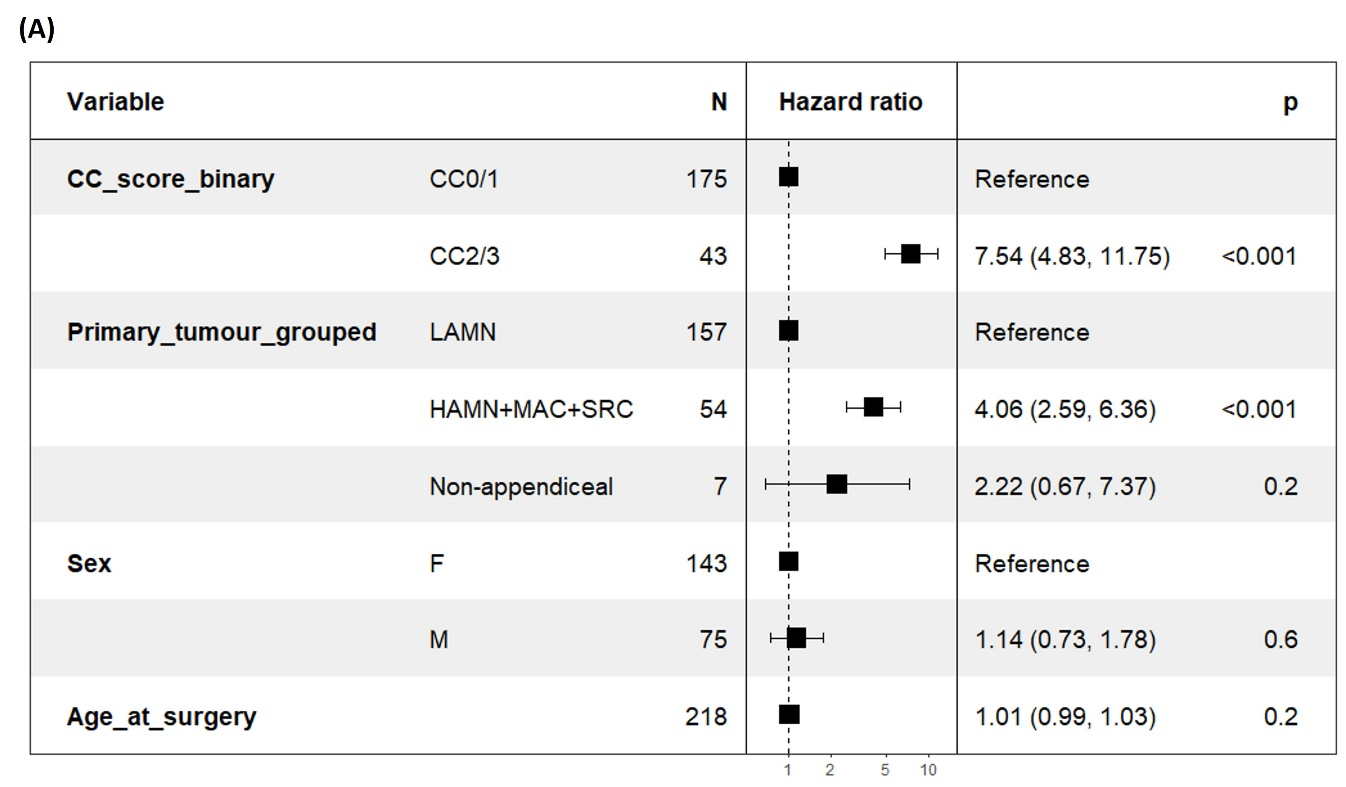 (A)
Variable N Hazard ratio p
CC_score_binary CC0/1 175 Reference
CC2/3 43 7.54 (4.83, 11.75) <0.001
Primary_tumour_grouped LAMN 157 Reference
HAMN+MAC+SRC 54 4.06 (2.59, 6.36) <0.001
Non-appendiceal 7 2.22 (0.67, 7.37) 0.2
Sex F 143 Reference
M 75 1.14 (0.73, 1.78) 0.6
Age_at_surgery 218 1.01 (0.99, 1.03) 0.2
1 2 5 10